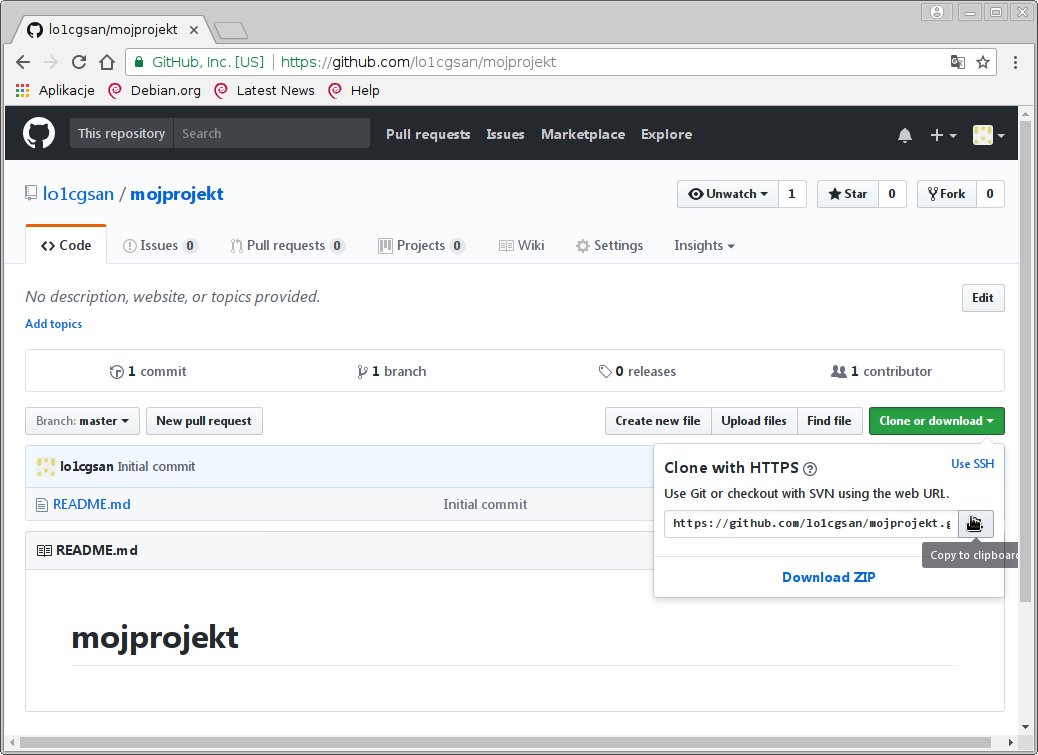 lo1cgsan/mojprojekt
GitHub, Inc. [US] https://github.com/lo1cgsan/mojprojekt
Aplikacje Debian.org Latest News Help
This repository Search Pull requests Issues Marketplace Explore
lo1cgsan / mojprojekt Unwatch 1 Star 0 Fork 0
Code Issues 0 Pull requests 0 Projects 0 Wiki Settings Insights
No description, website, or topics provided. Edit
Add topics
1 commit 1 branch 0 releases 1 contributor
Branch: master New pull request Create new file Upload files Find file Clone or download
lo1cgsan Initial commit
README.md Initial commit
Clone with HTTPS Use SSH
Use Git or checkout with SVN using the web URL.
https://github.com/lo1cgsan/mojprojekt.g
Copy to clipboard
Download ZIP
README.md
mojprojekt